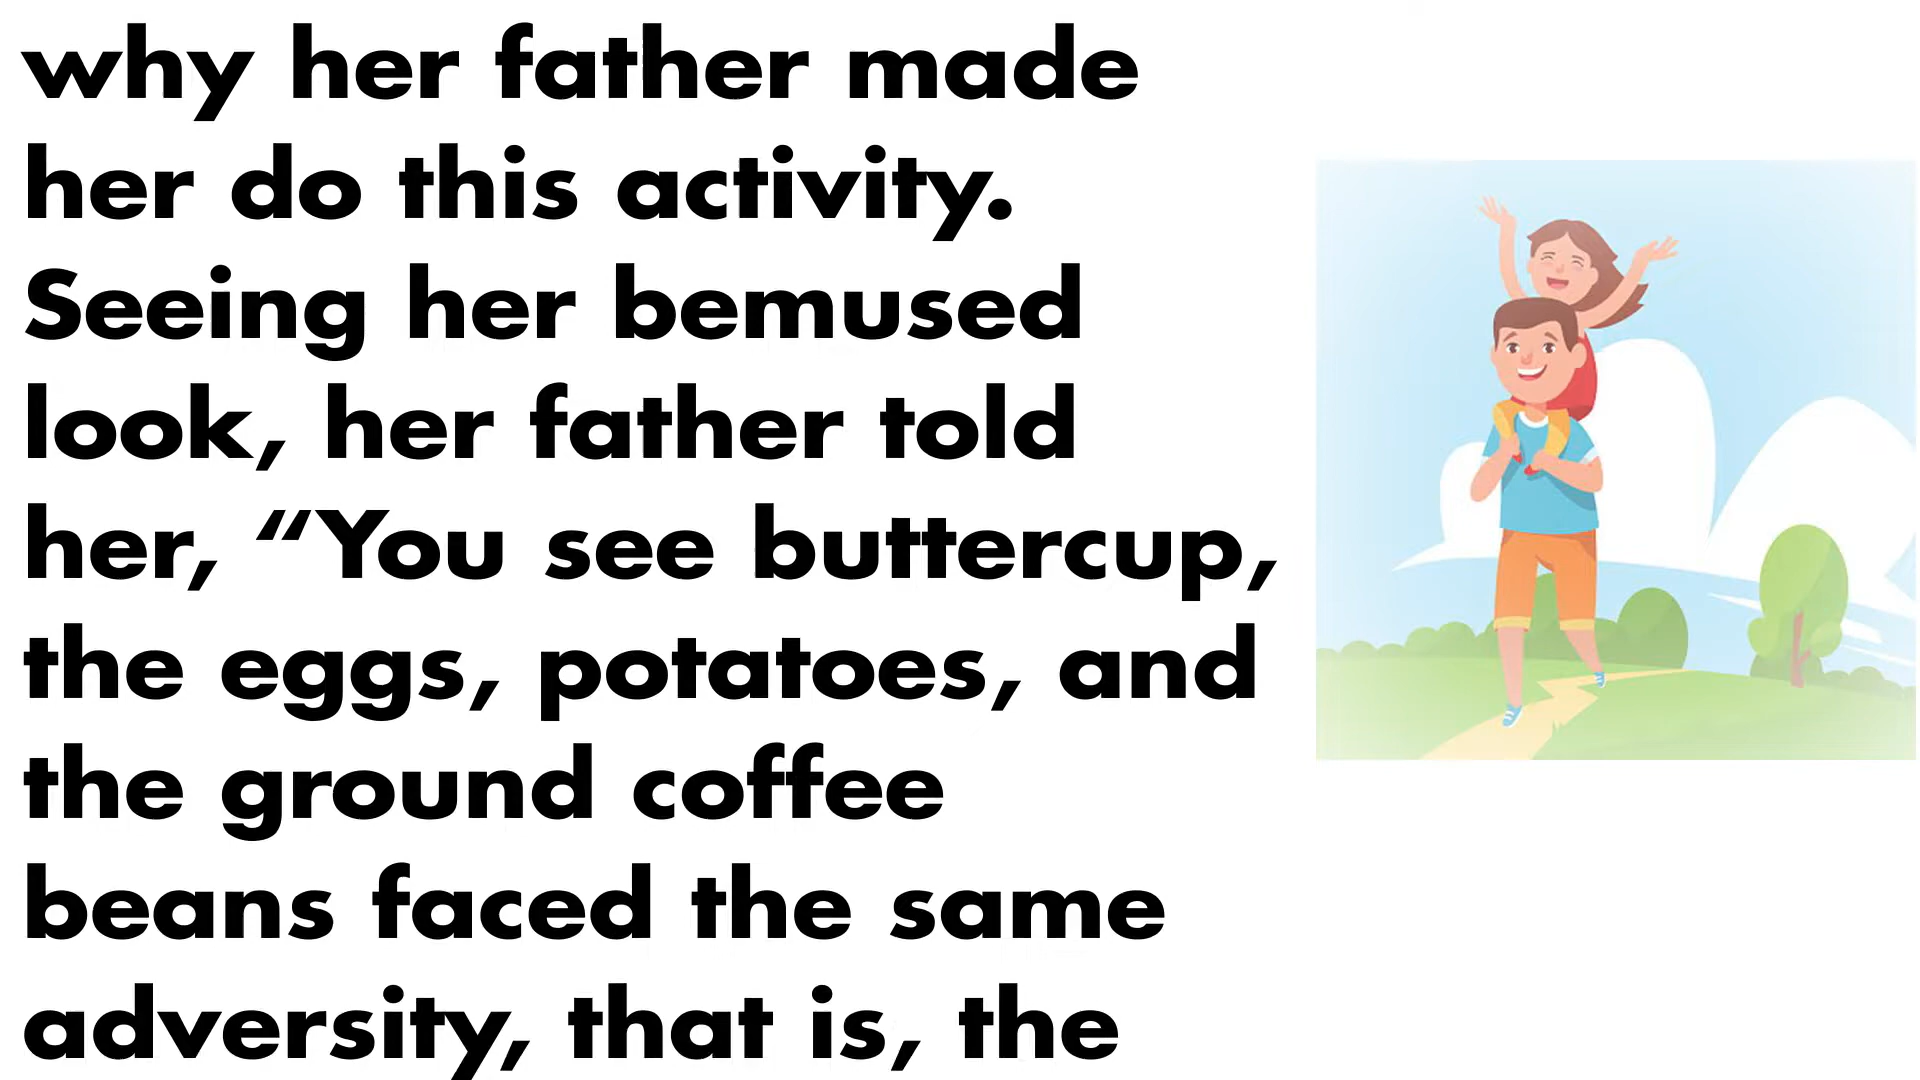 why her father made
her do this activity.
Seeing her bemused
look, her father told
her, “You see buttercup,
the eggs, potatoes, and
the ground coffee
beans faced the same
adversity, that is, the